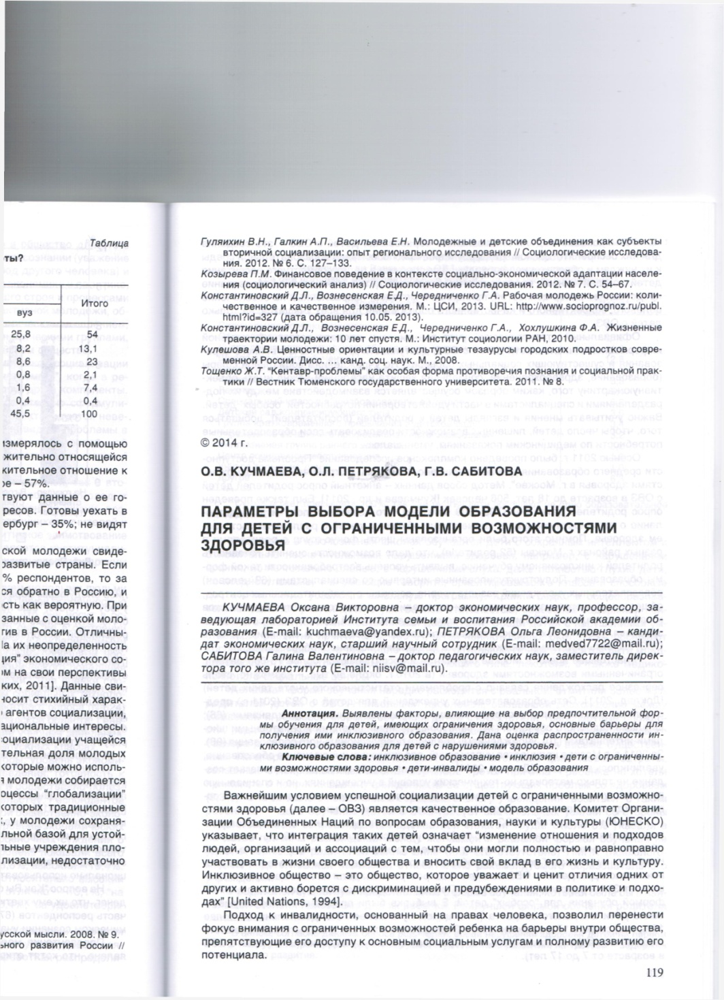 Таблица
ты?
вуз
Итого
25,8 54
8,2 13,1
8,6 23
0,8 2,1
1,6 7,4
0,4 0,4
45,5 100
измерялось с помощью
жительно относящейся
жительное отношение к
ое – 57%.
твуют данные о ее го-
ресов. Готовы уехать в
ербург – 35%; не видят
ской молодежи свиде-
развитые страны. Если
% респондентов, то за
ся обратно в Россию, и
сть как вероятную. При
занные с оценкой моло-
тив в России. Отличны-
а их неопределенность
ция" экономического со-
ом на свои перспективы
ких, 2011]. Данные сви-
носит стихийный харак-
агентов социализации,
ациональные интересы.
социализации учащейся
тельная доля молодых
которые можно исполь-
молодежи собирается
оцессы "глобализации"
которых традиционные
, у молодежи сохраня-
льной базой для устой-
льные учреждения пло-
лизации, недостаточно
усской мысли. 2008. № 9.
ьного развития России //
Гуляихин В.Н., Галкин А.П., Васильева Е.Н. Молодежные и детские объединения как субъекты
вторичной социализации: опыт регионального исследования // Социологические исследова-
ния. 2012. № 6. С. 127–133.
Козырева П.М. Финансовое поведение в контексте социально-экономической адаптации населе-
ния (социологический анализ) // Социологические исследования. 2012. № 7. С. 54–67.
Константиновский Д.Л., Вознесенская Е.Д., Чередниченко Г.А. Рабочая молодежь России: коли-
чественное и качественное измерения. М.: ЦСИ, 2013. URL: http://www.socioprognoz.ru/publ.
html?id=327 (дата обращения 10.05. 2013).
Константиновский Д.Л., Вознесенская Е.Д., Чередниченко Г.А., Хохлушкина Ф.А. Жизненные
траектории молодежи: 10 лет спустя. М.: Институт социологии РАН, 2010.
Кулешова А.В. Ценностные ориентации и культурные тезаурусы городских подростков совре-
менной России. Дисс. ... канд. соц. наук. М., 2008.
Тощенко Ж.Т. "Кентавр-проблемы" как особая форма противоречия познания и социальной прак-
тики // Вестник Тюменского государственного университета. 2011. № 8.
© 2014 г.
О.В. КУЧМАЕВА, О.Л. ПЕТРЯКОВА, Г.В. САБИТОВА
ПАРАМЕТРЫ ВЫБОРА МОДЕЛИ ОБРАЗОВАНИЯ
ДЛЯ ДЕТЕЙ С ОГРАНИЧЕННЫМИ ВОЗМОЖНОСТЯМИ
ЗДОРОВЬЯ
КУЧМАЕВА Оксана Викторовна – доктор экономических наук, профессор, за-
ведующая лабораторией Института семьи и воспитания Российской академии об-
разования (E-mail: kuchmaeva@yandex.ru); ПЕТРЯКОВА Ольга Леонидовна – канди-
дат экономических наук, старший научный сотрудник (E-mail: medved7722@mail.ru);
САБИТОВА Галина Валентиновна – доктор педагогических наук, заместитель дирек-
тора того же института (E-mail: niisv@mail.ru).
Аннотация. Выявлены факторы, влияющие на выбор предпочтительной фор-
мы обучения для детей, имеющих ограничения здоровья, основные барьеры для
получения ими инклюзивного образования. Дана оценка распространенности ин-
клюзивного образования для детей с нарушениями здоровья.
Ключевые слова: инклюзивное образование • инклюзия • дети с ограниченны-
ми возможностями здоровья • дети-инвалиды • модель образования
Важнейшим условием успешной социализации детей с ограниченными возможно-
стями здоровья (далее – ОВЗ) является качественное образование. Комитет Органи-
зации Объединенных Наций по вопросам образования, науки и культуры (ЮНЕСКО)
указывает, что интеграция таких детей означает "изменение отношения и подходов
людей, организаций и ассоциаций с тем, чтобы они могли полностью и равноправно
участвовать в жизни своего общества и вносить свой вклад в его жизнь и культуру.
Инклюзивное общество – это общество, которое уважает и ценит отличия одних от
других и активно борется с дискриминацией и предубеждениями в политике и подхо-
дах" [United Nations, 1994].
Подход к инвалидности, основанный на правах человека, позволил перенести
фокус внимания с ограниченных возможностей ребенка на барьеры внутри общества,
препятствующие его доступу к основным социальным услугам и полному развитию его
потенциала.
119